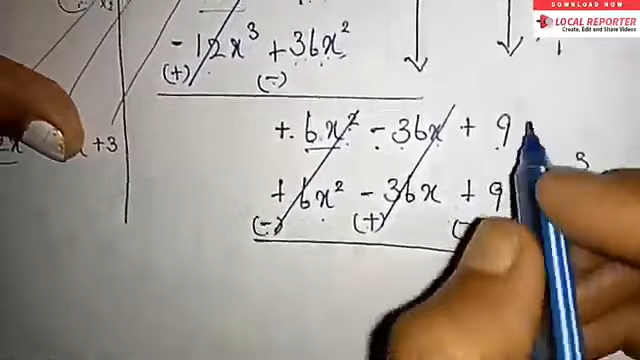 LOCAL REPORTER
Create, Edit and Share Videos
- 12x³ + 36x²
(+) (-)
+ 3
+ 6x² - 36x + 9
+ 6x² - 36x + 9
(-) (+) (-